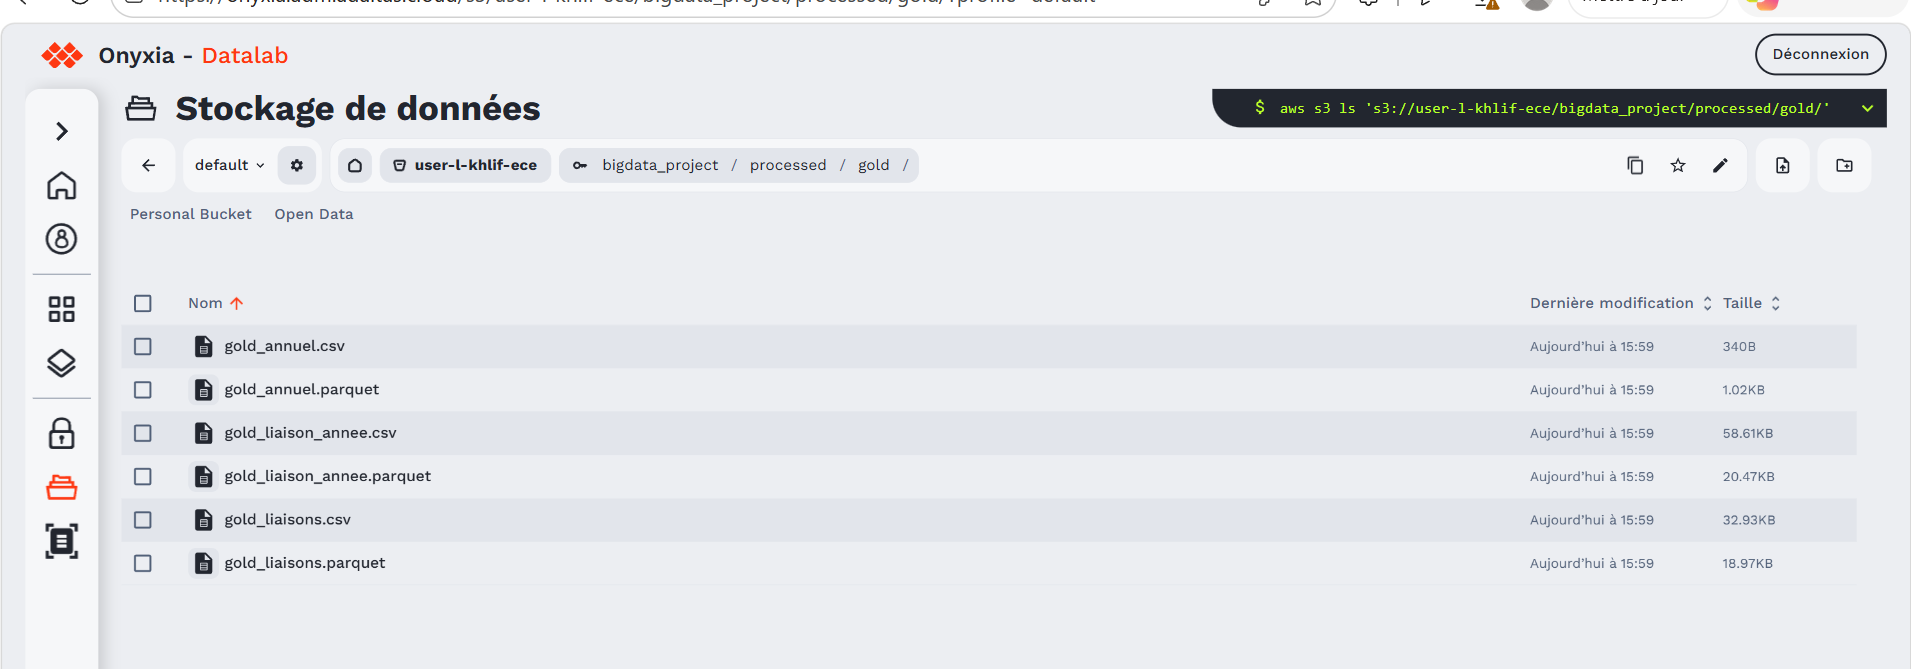 Onyxia - Datalab
Déconnexion
Stockage de données
$ aws s3 ls 's3://user-l-khlif-ece/bigdata_project/processed/gold/'
default
user-l-khlif-ece
bigdata_project / processed / gold /
Personal Bucket Open Data
Nom Dernière modification Taille
gold_annuel.csv Aujourd'hui à 15:59 340B
gold_annuel.parquet Aujourd'hui à 15:59 1.02KB
gold_liaison_annee.csv Aujourd'hui à 15:59 58.61KB
gold_liaison_annee.parquet Aujourd'hui à 15:59 20.47KB
gold_liaisons.csv Aujourd'hui à 15:59 32.93KB
gold_liaisons.parquet Aujourd'hui à 15:59 18.97KB